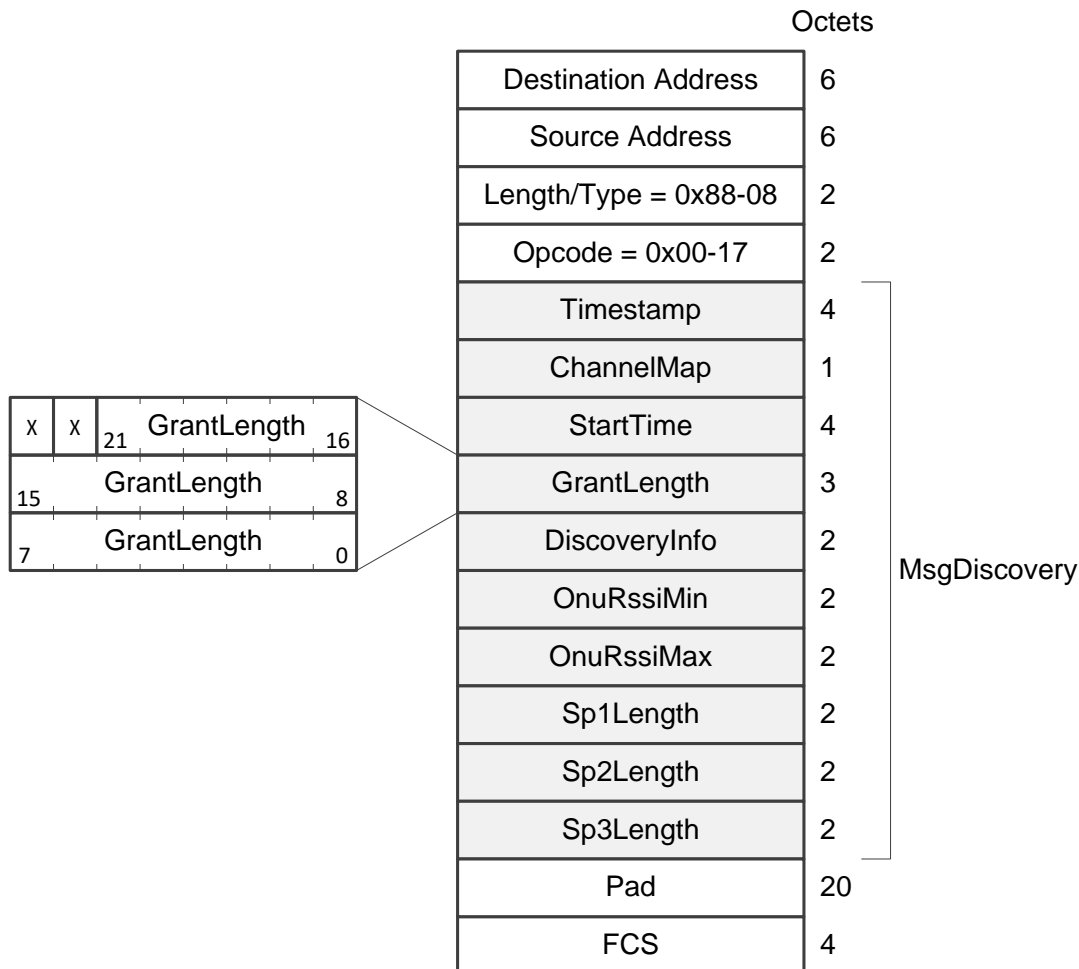 Octets
Destination Address 6
Source Address 6
Length/Type = 0x88-08 2
Opcode = 0x00-17 2
Timestamp 4
ChannelMap 1
x x 21 GrantLength 16
StartTime 4
15 GrantLength 8
GrantLength 3
7 GrantLength 0
DiscoveryInfo 2
MsgDiscovery
OnuRssiMin 2
OnuRssiMax 2
Sp1Length 2
Sp2Length 2
Sp3Length 2
Pad 20
FCS 4